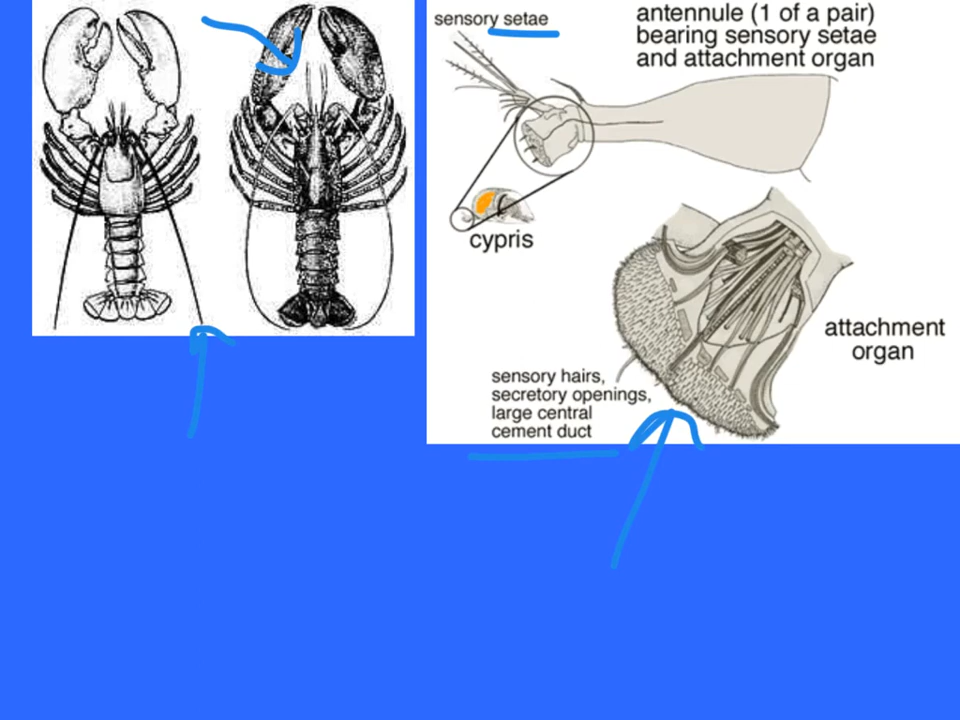 sensory setae
antennule (1 of a pair)
bearing sensory setae
and attachment organ
cypris
attachment
organ
sensory hairs,
secretory openings,
large central
cement duct